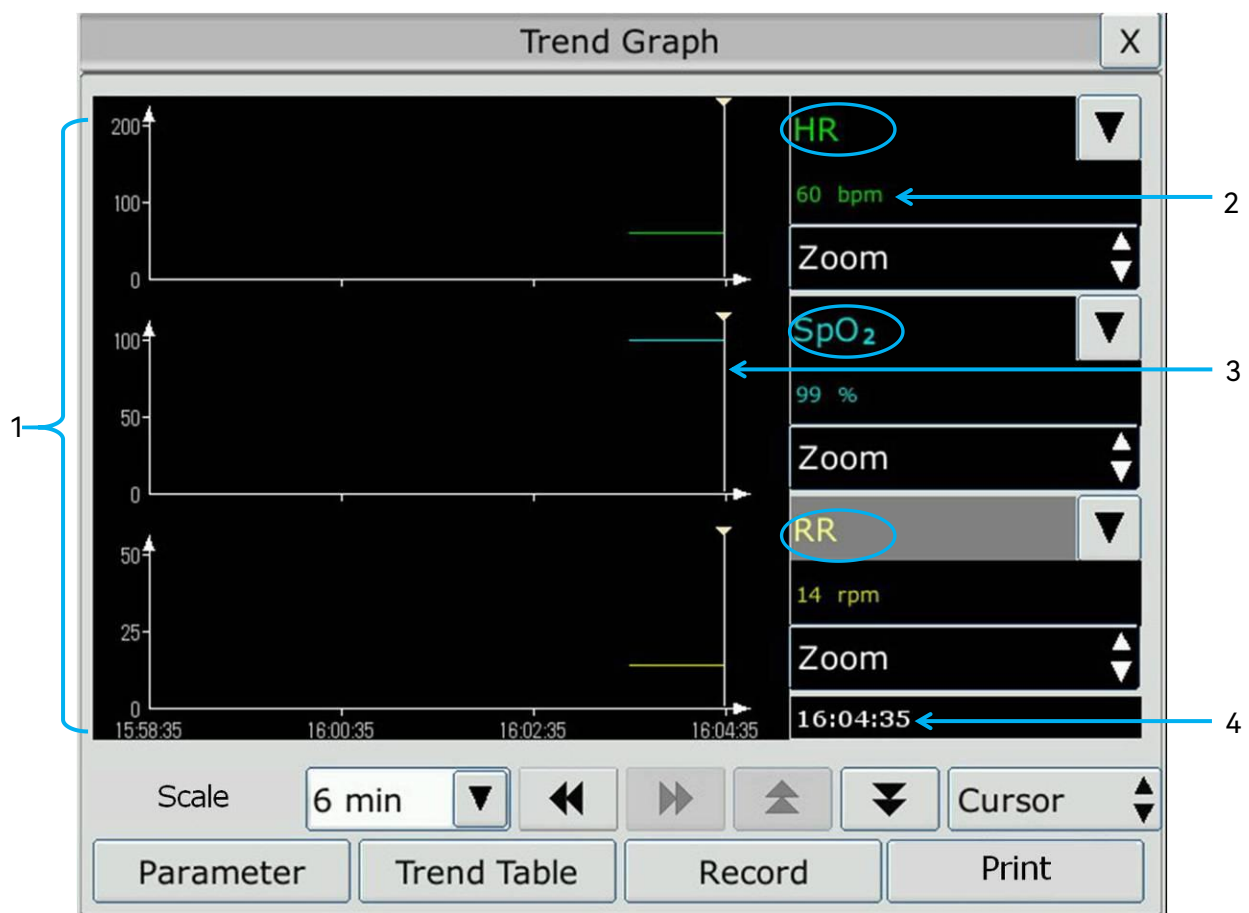 Trend Graph X
200
100
0
HR
60 bpm
Zoom
2
100
50
0
SpO₂
99 %
Zoom
3
1
50
25
0
RR
14 rpm
Zoom
15:58:35 16:00:35 16:02:35 16:04:35
16:04:35
4
Scale 6 min Cursor
Parameter Trend Table Record Print